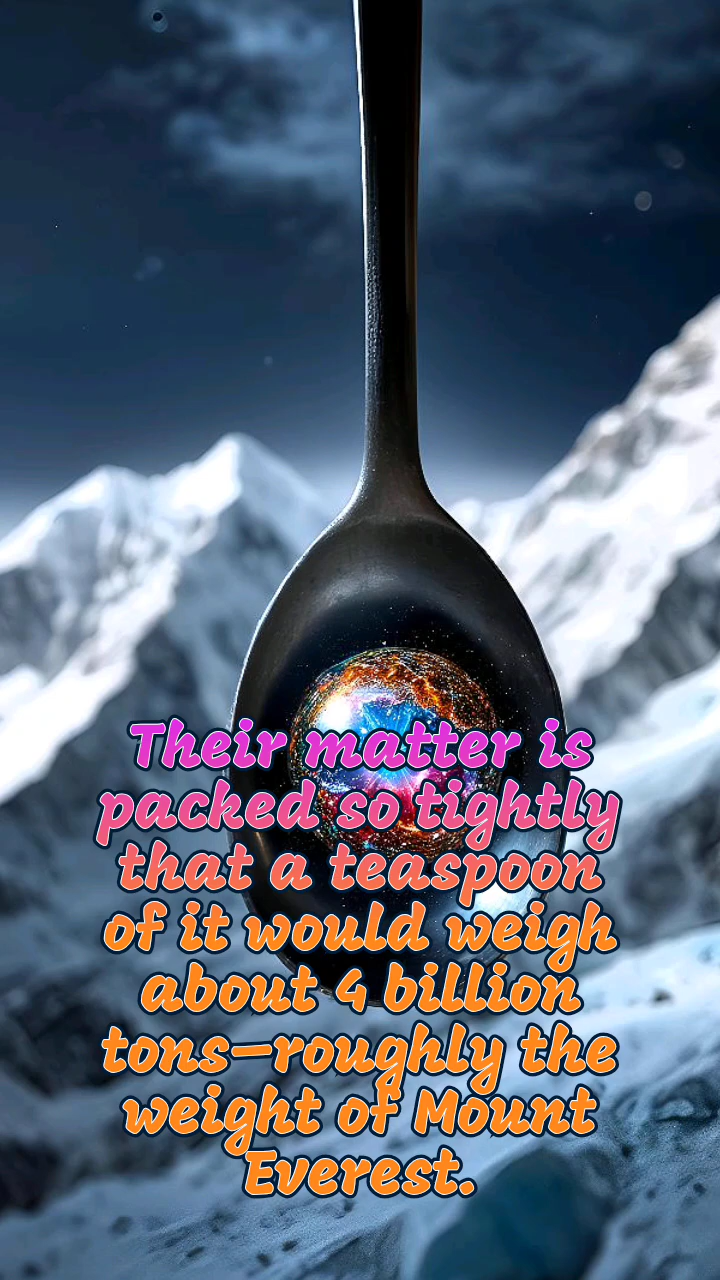 Their matter is
packed so tightly
that a teaspoon
of it would weigh
about 4 billion
tons—roughly the
weight of Mount
Everest.